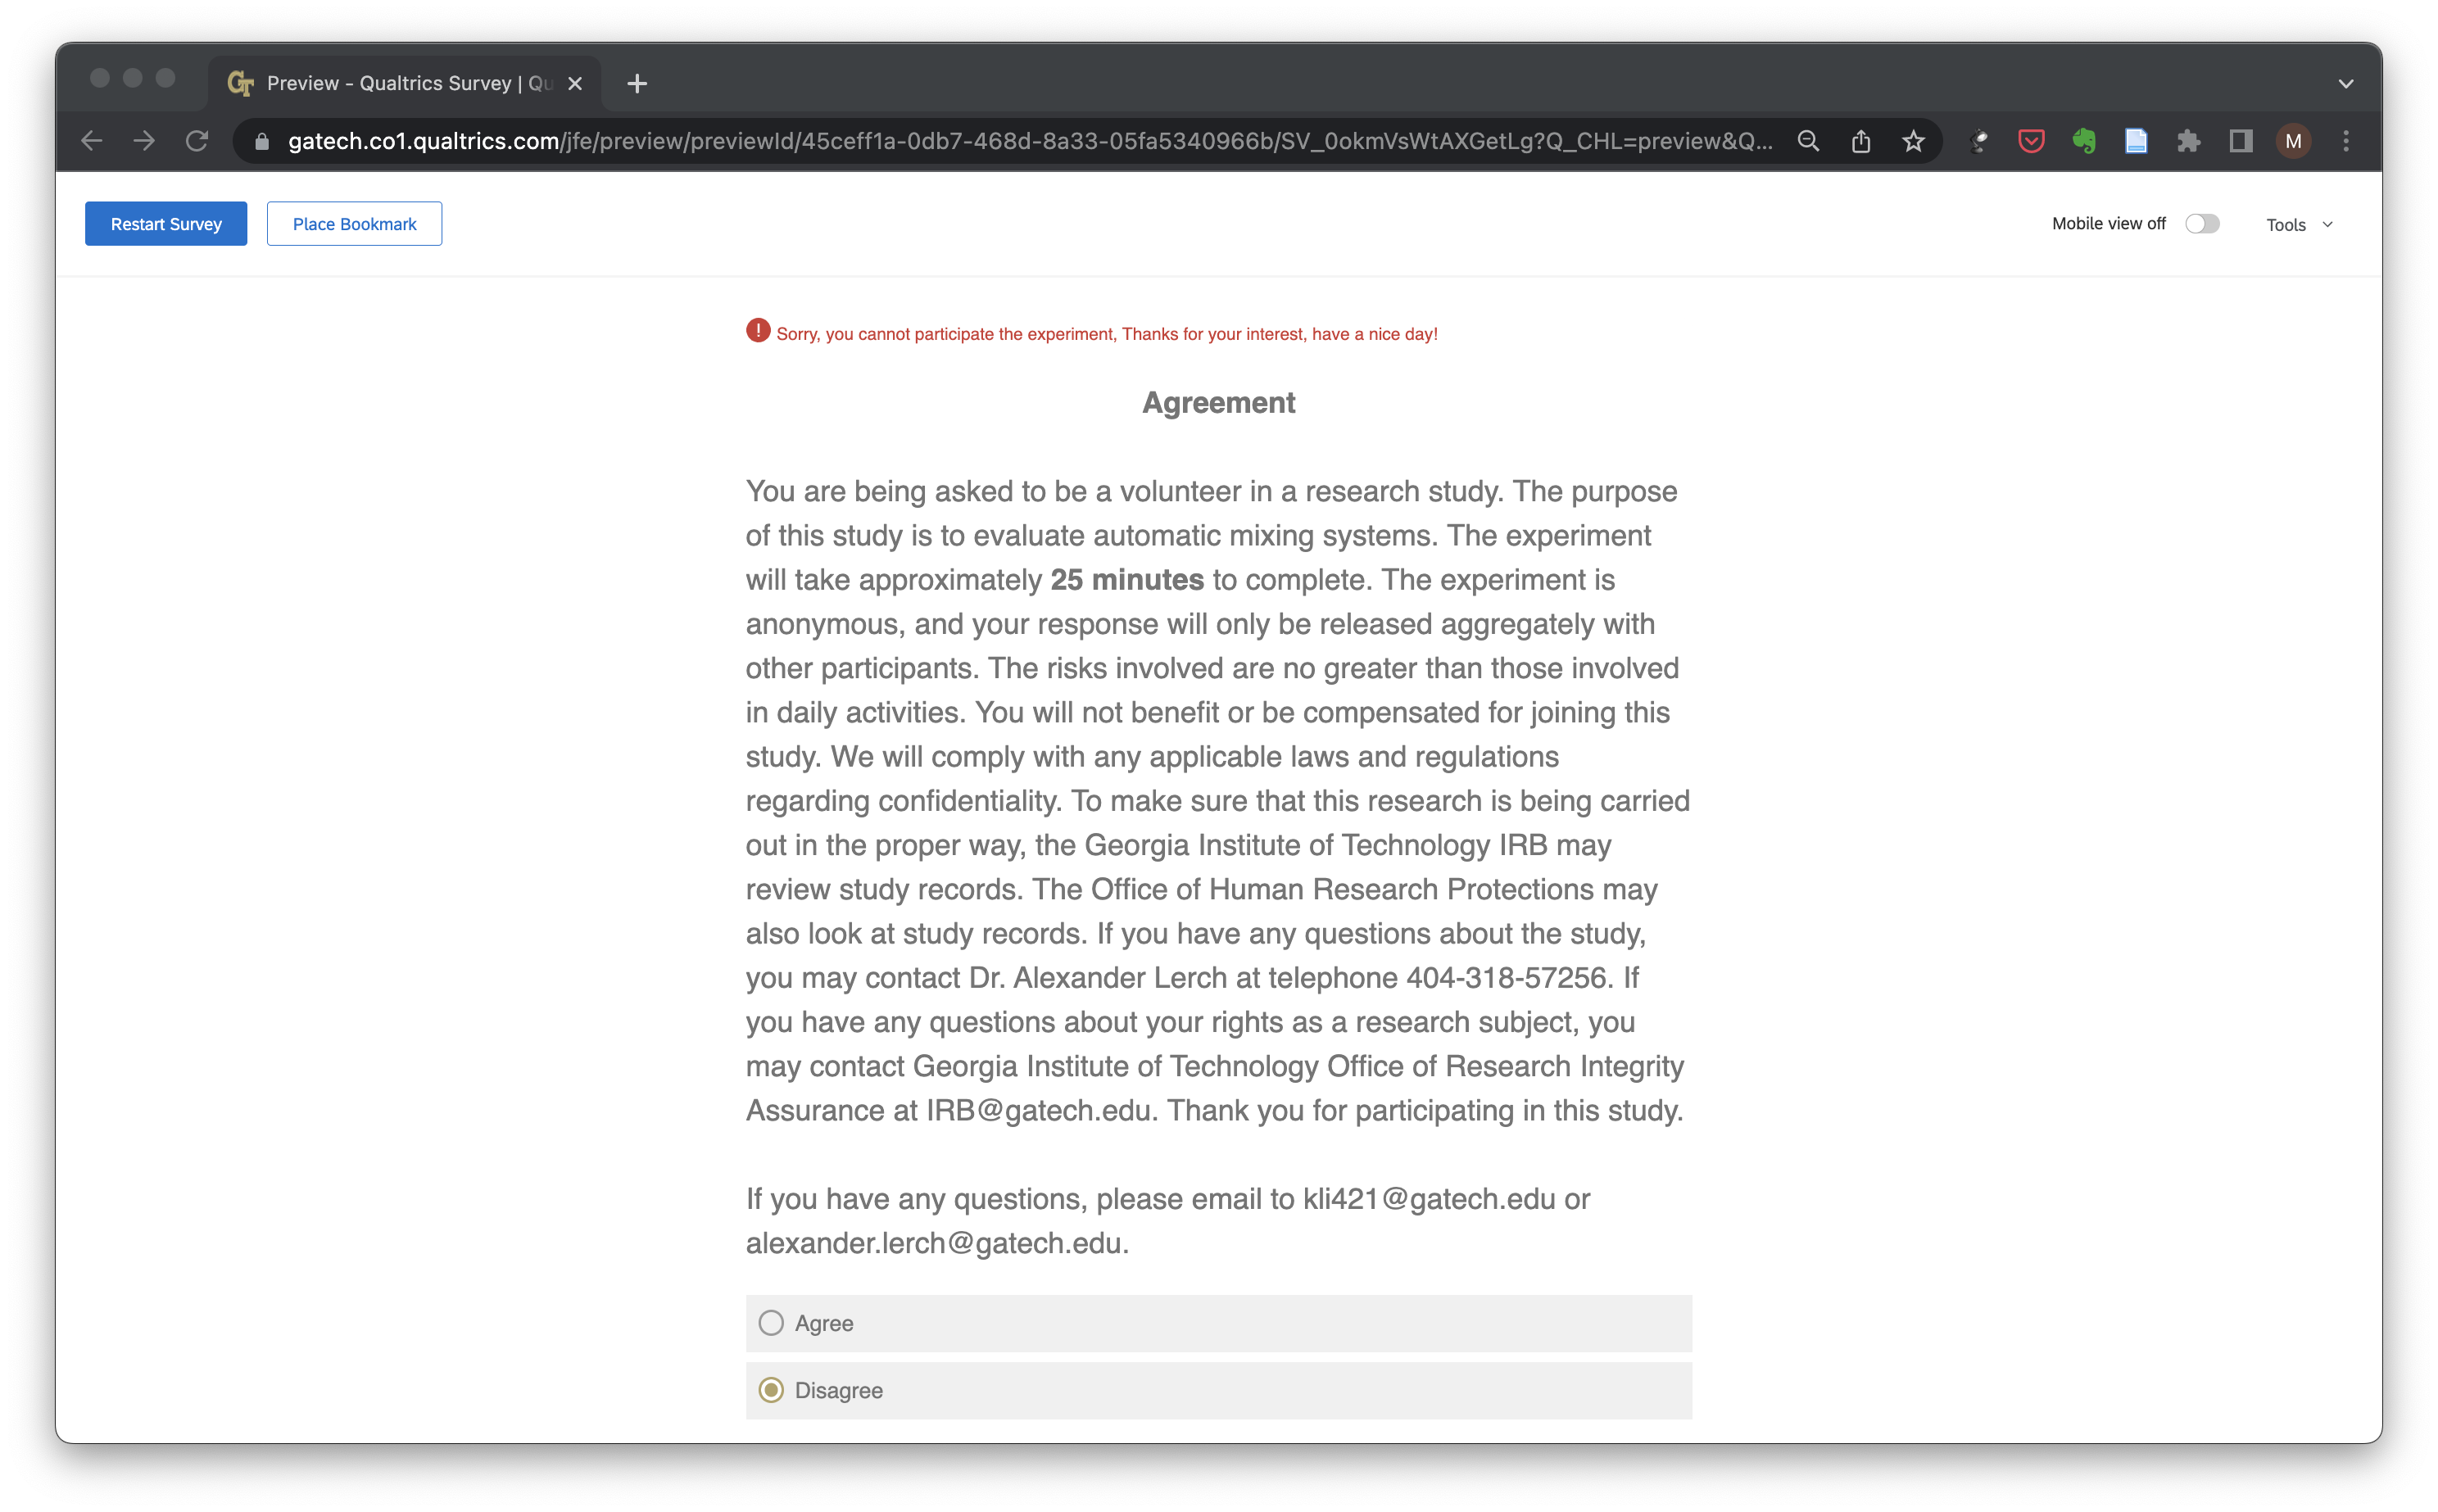 GT Preview - Qualtrics Survey | Qu
gatech.co1.qualtrics.com/jfe/preview/previewId/45ceff1a-0db7-468d-8a33-05fa5340966b/SV_0okmVsWtAXGetLg?Q_CHL=preview&Q... M
Restart Survey Place Bookmark Mobile view off Tools
! Sorry, you cannot participate the experiment, Thanks for your interest, have a nice day!
Agreement
You are being asked to be a volunteer in a research study. The purpose
of this study is to evaluate automatic mixing systems. The experiment
will take approximately 25 minutes to complete. The experiment is
anonymous, and your response will only be released aggregately with
other participants. The risks involved are no greater than those involved
in daily activities. You will not benefit or be compensated for joining this
study. We will comply with any applicable laws and regulations
regarding confidentiality. To make sure that this research is being carried
out in the proper way, the Georgia Institute of Technology IRB may
review study records. The Office of Human Research Protections may
also look at study records. If you have any questions about the study,
you may contact Dr. Alexander Lerch at telephone 404-318-57256. If
you have any questions about your rights as a research subject, you
may contact Georgia Institute of Technology Office of Research Integrity
Assurance at IRB@gatech.edu. Thank you for participating in this study.
If you have any questions, please email to kli421@gatech.edu or
alexander.lerch@gatech.edu.
Agree
Disagree